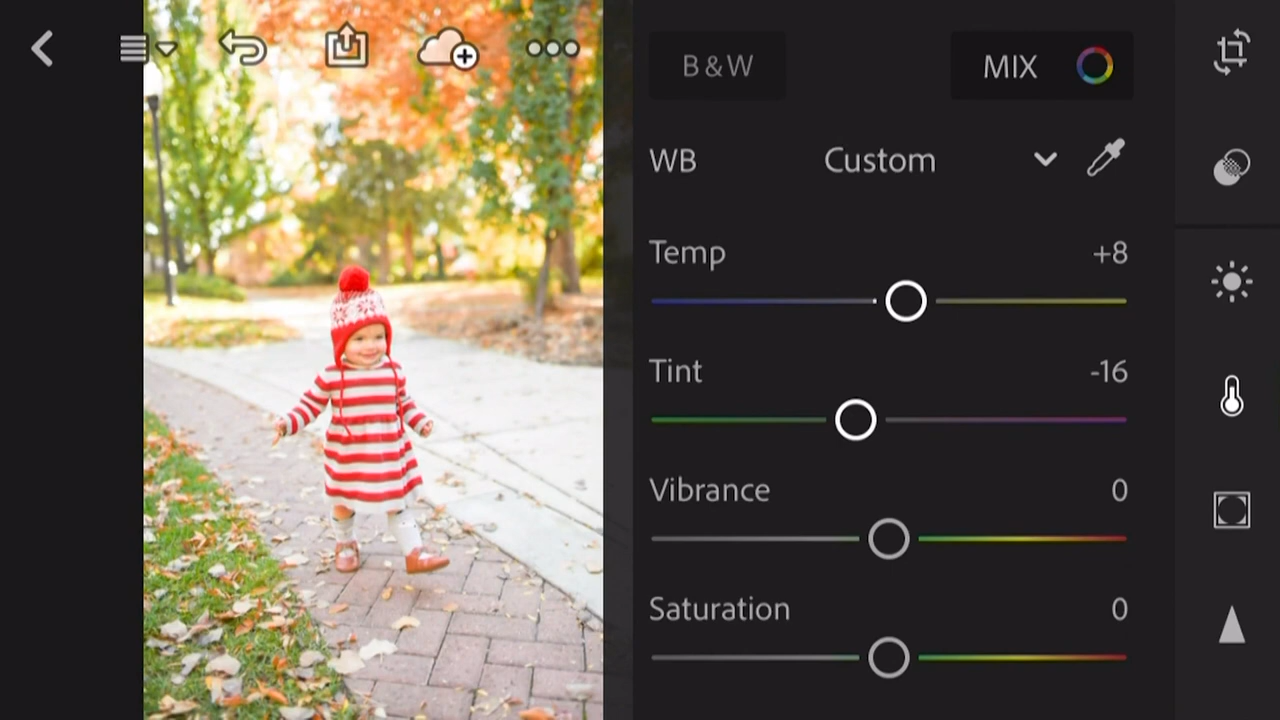 B&W MIX
WB Custom
Temp +8
Tint -16
Vibrance 0
Saturation 0